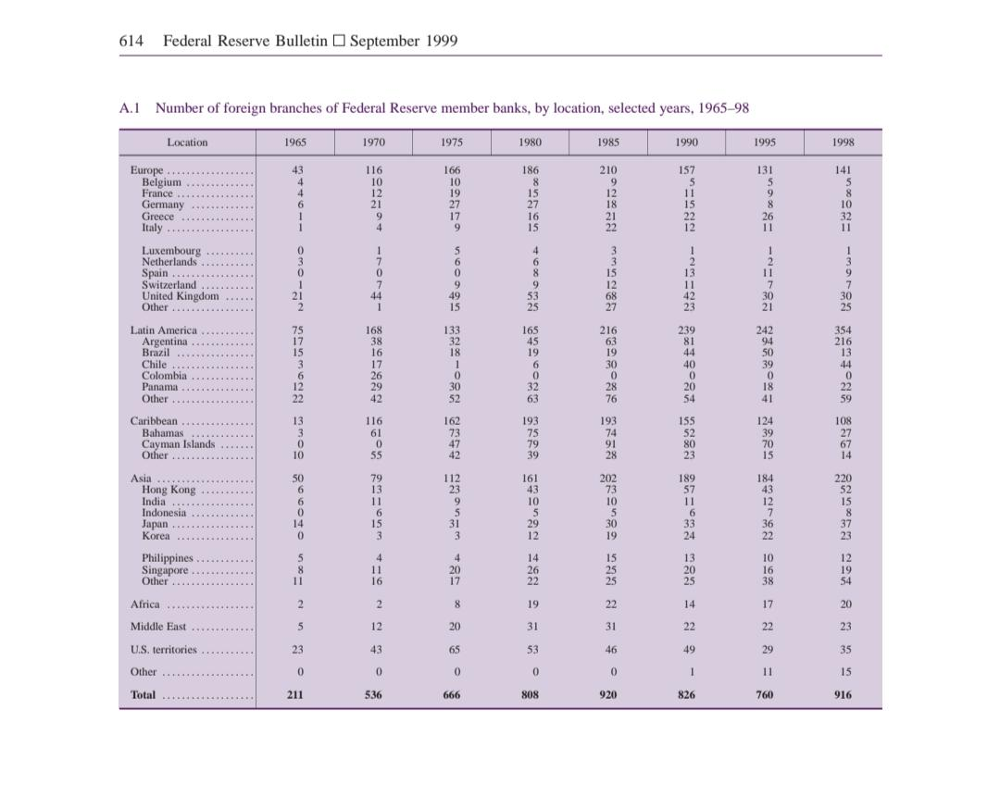 614 Federal Reserve Bulletin □ September 1999
A.1 Number of foreign branches of Federal Reserve member banks, by location, selected years, 1965–98
Location 1965 1970 1975 1980 1985 1990 1995 1998
Europe .................. 43 116 166 186 210 157 131 141
Belgium .............. 4 10 10 8 9 5 5 5
France ................ 4 12 19 15 12 11 9 8
Germany ............. 6 21 27 27 18 15 8 10
Greece ............... 1 9 17 16 21 22 26 32
Italy .................. 1 4 9 15 22 12 11 11
Luxembourg .......... 0 1 5 4 3 1 1 1
Netherlands ........... 3 7 6 6 3 2 2 3
Spain ................. 0 0 0 8 15 13 11 9
Switzerland ........... 1 7 9 9 12 11 7 7
United Kingdom ...... 21 44 49 53 68 42 30 30
Other ................. 2 1 15 25 27 23 21 25
Latin America ........... 75 168 133 165 216 239 242 354
Argentina ............. 17 38 32 45 63 81 94 216
Brazil ................ 15 16 18 19 19 44 50 13
Chile ................. 3 17 1 6 30 40 39 44
Colombia ............. 6 26 0 0 0 0 0 0
Panama ............... 12 29 30 32 28 20 18 22
Other ................. 22 42 52 63 76 54 41 59
Caribbean ............... 13 116 162 193 193 155 124 108
Bahamas ............. 3 61 73 75 74 52 39 27
Cayman Islands ....... 0 0 47 79 91 80 70 67
Other ................. 10 55 42 39 28 23 15 14
Asia .................... 50 79 112 161 202 189 184 220
Hong Kong ........... 6 13 23 43 73 57 43 52
India ................. 6 11 9 10 10 11 12 15
Indonesia ............. 0 6 5 5 5 6 7 8
Japan ................. 14 15 31 29 30 33 36 37
Korea ................ 0 3 3 12 19 24 22 23
Philippines ............ 5 4 4 14 15 13 10 12
Singapore ............. 8 11 20 26 25 20 16 19
Other ................. 11 16 17 22 25 25 38 54
Africa .................. 2 2 8 19 22 14 17 20
Middle East ............. 5 12 20 31 31 22 22 23
U.S. territories ........... 23 43 65 53 46 49 29 35
Other ................... 0 0 0 0 0 1 11 15
Total ................... 211 536 666 808 920 826 760 916